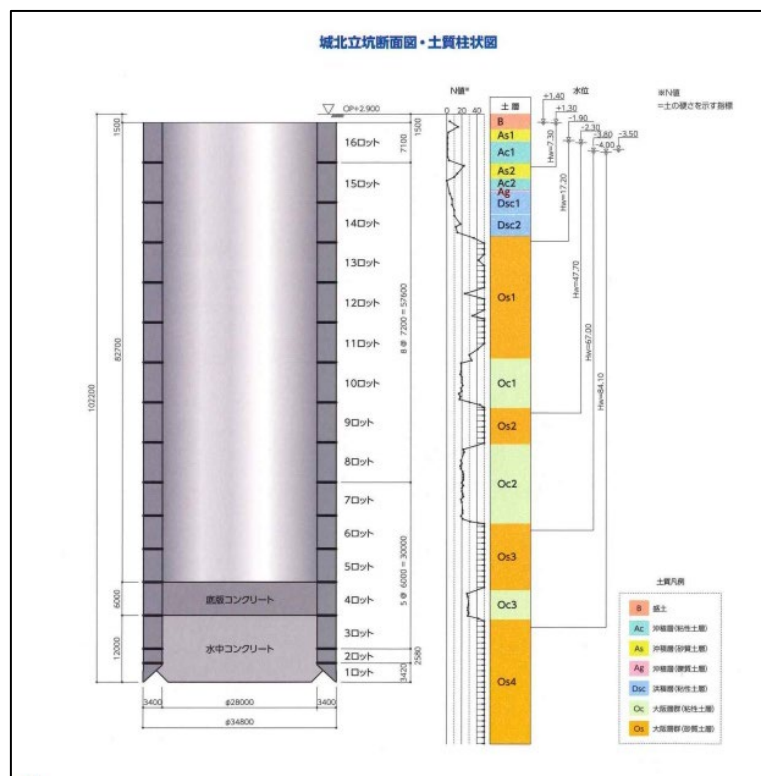 城北立坑断面図・土質柱状図
N値*
0 20 40
土 層
水位
※N値
=土の硬さを示す指標
OP+2.900
+1.40
+1.30
-1.90
-2.30
-3.80
-4.00
-3.50
1500
102200
82700
6000
12000
16ロット
15ロット
14ロット
13ロット
12ロット
11ロット
10ロット
9ロット
8ロット
7ロット
6ロット
5ロット
4ロット
3ロット
2ロット
1ロット
底版コンクリート
水中コンクリート
1500
7100
8 @ 7200 = 57600
5 @ 6000 = 30000
2580
3420
3400
φ28000
3400
φ34800
B
As1
Ac1
As2
Ac2
Ag
Dsc1
Dsc2
Os1
Oc1
Os2
Oc2
Os3
Oc3
Os4
Hw=7.30
Hw=17.20
Hw=47.70
Hw=67.00
Hw=84.10
土質凡例
B 盛土
Ac 沖積層(粘性土層)
As 沖積層(砂質土層)
Ag 沖積層(礫質土層)
Dsc 洪積層(粘性土層)
Oc 大阪層群(粘性土層)
Os 大阪層群(砂質土層)